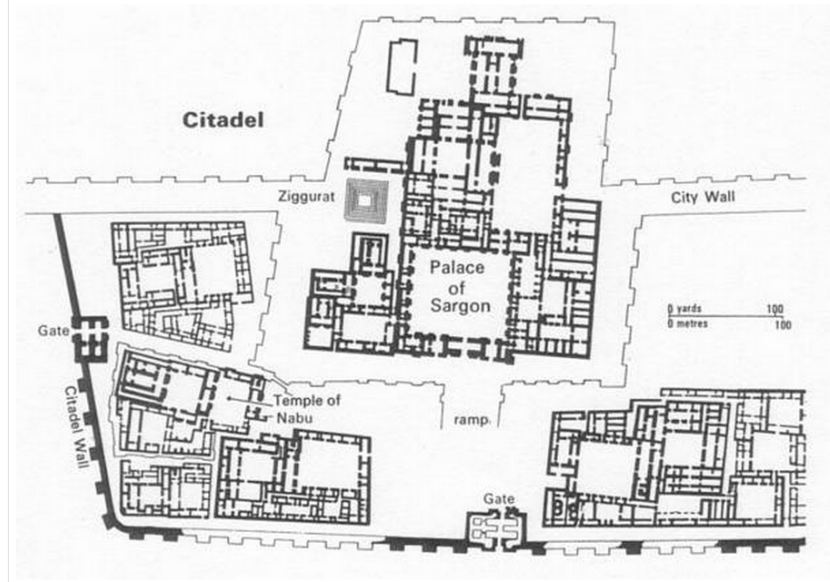 Citadel
Ziggurat
City Wall
Palace
of
Sargon
0 yards 100
0 metres 100
Gate
Temple of
Nabu
Citadel Wall
ramp
Gate